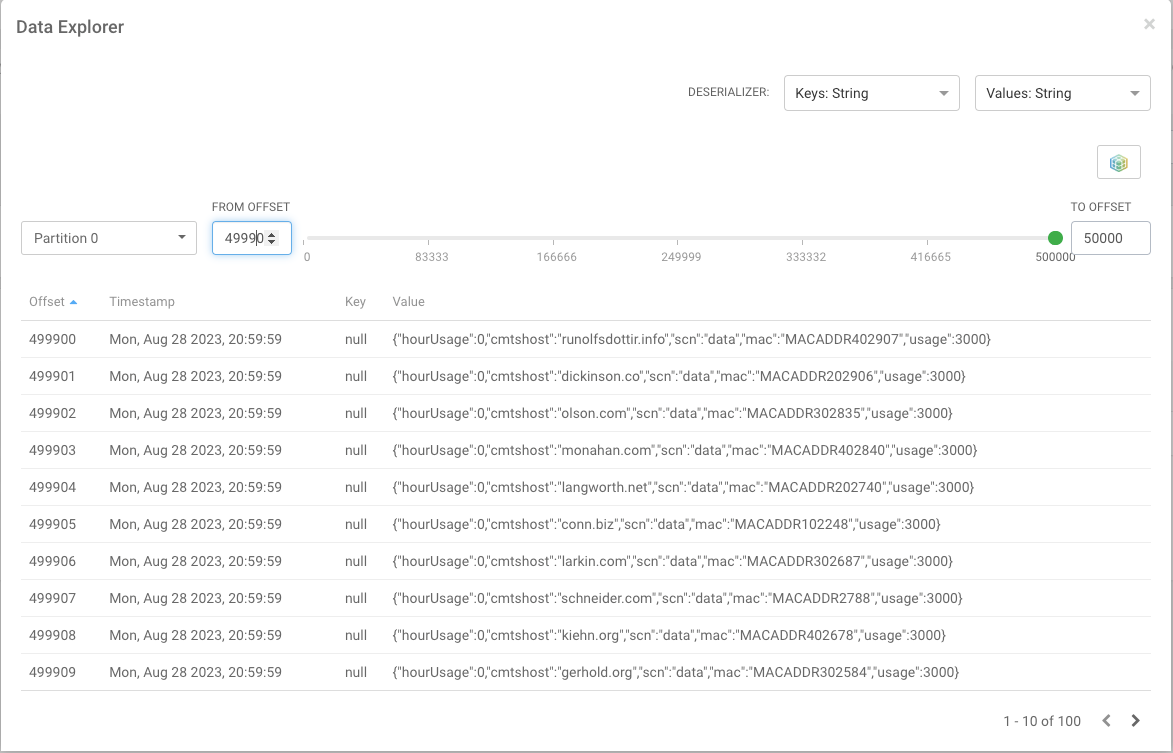 Data Explorer ×
DESERIALIZER: Keys: String Values: String
FROM OFFSET TO OFFSET
Partition 0 49990 50000
0 83333 166666 249999 333332 416665 500000
Offset Timestamp Key Value
499900 Mon, Aug 28 2023, 20:59:59 null {"hourUsage":0,"cmtshost":"runolfsdottir.info","scn":"data","mac":"MACADDR402907","usage":3000}
499901 Mon, Aug 28 2023, 20:59:59 null {"hourUsage":0,"cmtshost":"dickinson.co","scn":"data","mac":"MACADDR202906","usage":3000}
499902 Mon, Aug 28 2023, 20:59:59 null {"hourUsage":0,"cmtshost":"olson.com","scn":"data","mac":"MACADDR302835","usage":3000}
499903 Mon, Aug 28 2023, 20:59:59 null {"hourUsage":0,"cmtshost":"monahan.com","scn":"data","mac":"MACADDR402840","usage":3000}
499904 Mon, Aug 28 2023, 20:59:59 null {"hourUsage":0,"cmtshost":"langworth.net","scn":"data","mac":"MACADDR202740","usage":3000}
499905 Mon, Aug 28 2023, 20:59:59 null {"hourUsage":0,"cmtshost":"conn.biz","scn":"data","mac":"MACADDR102248","usage":3000}
499906 Mon, Aug 28 2023, 20:59:59 null {"hourUsage":0,"cmtshost":"larkin.com","scn":"data","mac":"MACADDR302687","usage":3000}
499907 Mon, Aug 28 2023, 20:59:59 null {"hourUsage":0,"cmtshost":"schneider.com","scn":"data","mac":"MACADDR2788","usage":3000}
499908 Mon, Aug 28 2023, 20:59:59 null {"hourUsage":0,"cmtshost":"kiehn.org","scn":"data","mac":"MACADDR402678","usage":3000}
499909 Mon, Aug 28 2023, 20:59:59 null {"hourUsage":0,"cmtshost":"gerhold.org","scn":"data","mac":"MACADDR302584","usage":3000}
1 - 10 of 100